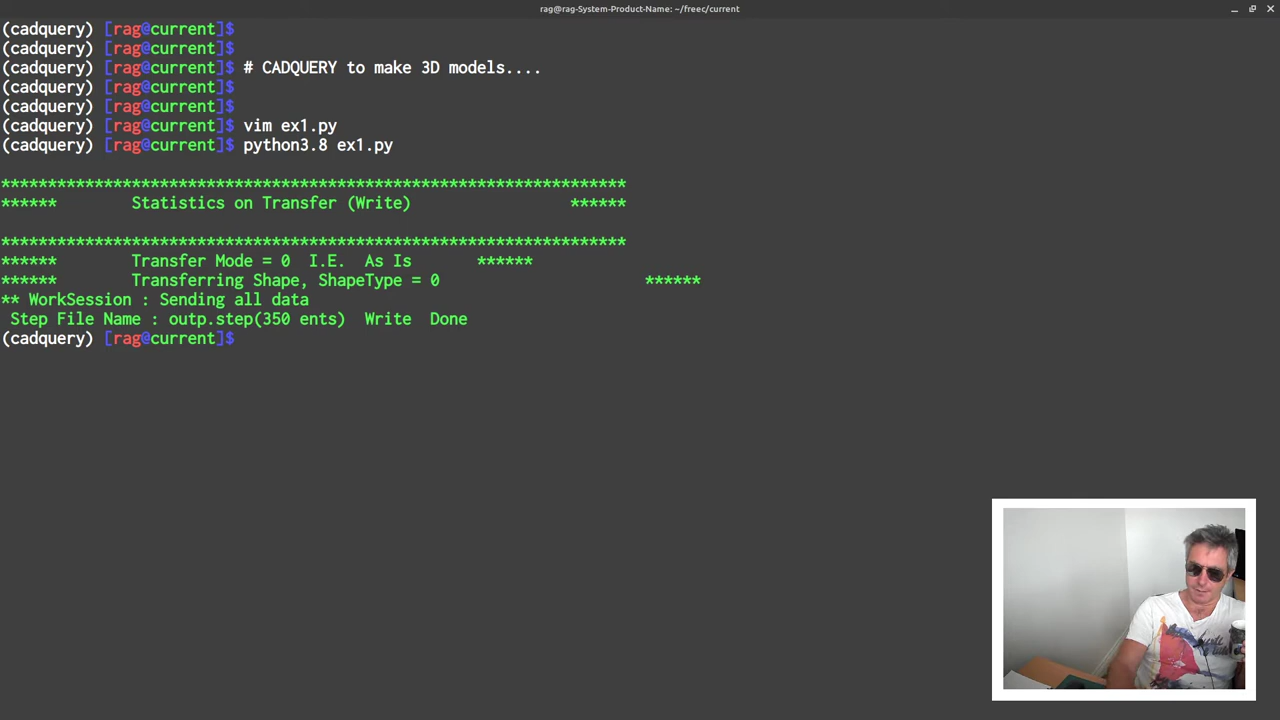 rag@rag-System-Product-Name: ~/freec/current
(cadquery) [rag@current]$
(cadquery) [rag@current]$
(cadquery) [rag@current]$ # CADQUERY to make 3D models....
(cadquery) [rag@current]$
(cadquery) [rag@current]$
(cadquery) [rag@current]$ vim ex1.py
(cadquery) [rag@current]$ python3.8 ex1.py
*******************************************************************
****** Statistics on Transfer (Write) ******
*******************************************************************
****** Transfer Mode = 0 I.E. As Is ******
****** Transferring Shape, ShapeType = 0 ******
** WorkSession : Sending all data
Step File Name : outp.step(350 ents) Write Done
(cadquery) [rag@current]$